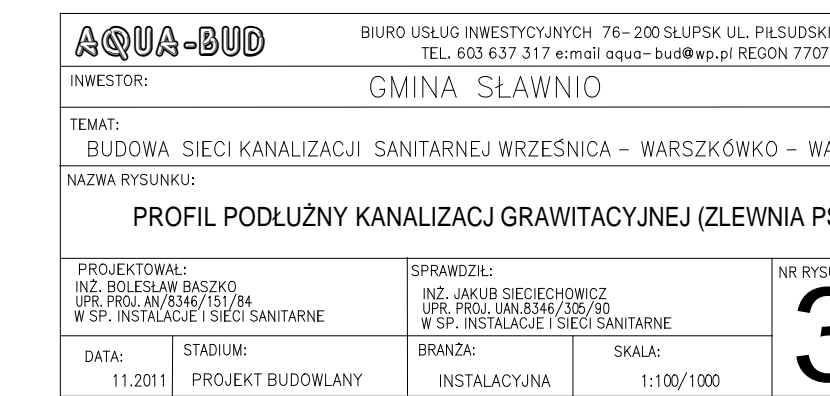 AQUA-BUD
BIURO USŁUG INWESTYCYJNYCH 76-200 SŁUPSK UL. PIŁSUDSKI
TEL. 603 637 317 e:mail aqua-bud@wp.pl REGON 7707
INWESTOR:
GMINA SŁAWNIO
TEMAT:
BUDOWA SIECI KANALIZACJI SANITARNEJ WRZEŚNICA - WARSZKÓWKO - WA
NAZWA RYSUNKU:
PROFIL PODŁUŻNY KANALIZACJ GRAWITACYJNEJ (ZLEWNIA PS
PROJEKTOWAŁ:
INŻ. BOLESŁAW BASZKO
UPR. PROJ. AN/8346/151/84
W SP. INSTALACJE I SIECI SANITARNE
SPRAWDZIŁ:
INŻ. JAKUB SIECIECHOWICZ
UPR. PROJ. UAN.8346/305/90
W SP. INSTALACJE I SIECI SANITARNE
NR RYSU
3
DATA:
11.2011
STADIUM:
PROJEKT BUDOWLANY
BRANŻA:
INSTALACYJNA
SKALA:
1:100/1000